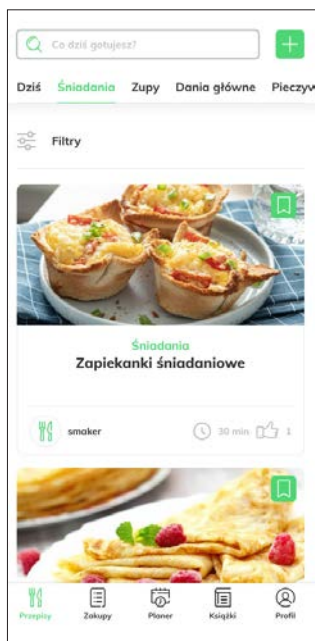 Co dziś gotujesz?
Dziś Śniadania Zupy Dania główne Pieczyw
Filtry
Śniadania
Zapiekanki śniadaniowe
smaker 30 min 1
Przepisy Zakupy Planer Książki Profil